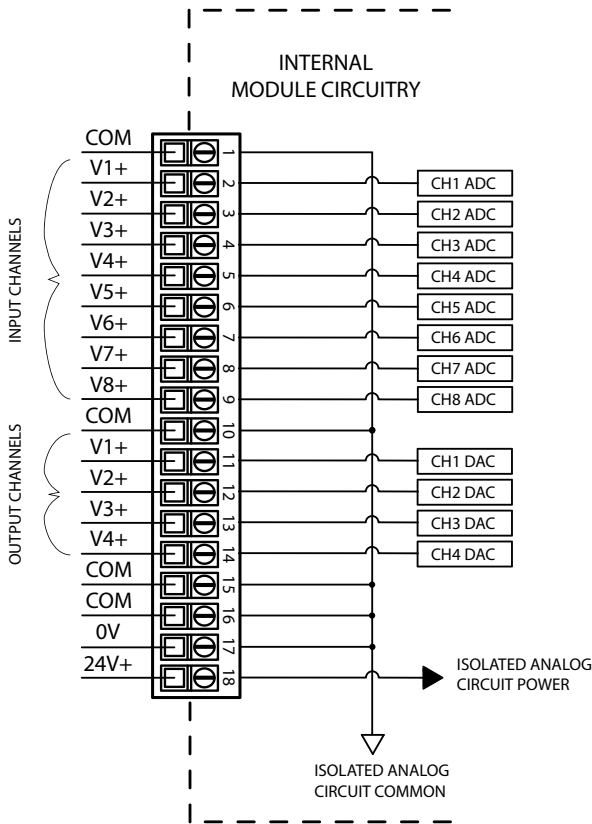 INTERNAL
MODULE CIRCUITRY
INPUT CHANNELS
OUTPUT CHANNELS
COM 1
V1+ 2 CH1 ADC
V2+ 3 CH2 ADC
V3+ 4 CH3 ADC
V4+ 5 CH4 ADC
V5+ 6 CH5 ADC
V6+ 7 CH6 ADC
V7+ 8 CH7 ADC
V8+ 9 CH8 ADC
COM 10
V1+ 11 CH1 DAC
V2+ 12 CH2 DAC
V3+ 13 CH3 DAC
V4+ 14 CH4 DAC
COM 15
COM 16
0V 17
24V+ 18
ISOLATED ANALOG
CIRCUIT POWER
ISOLATED ANALOG
CIRCUIT COMMON